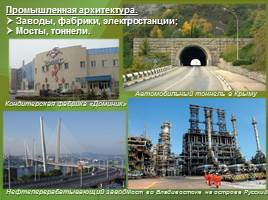 Промышленная архитектура.
➢ Заводы, фабрики, электростанции;
➢ Мосты, тоннели.
Автомобильный тоннель в Крыму
Кондитерская фабрика «Доминик»
Нефтеперерабатывающий завод
Мост во Владивостоке на острове Русский